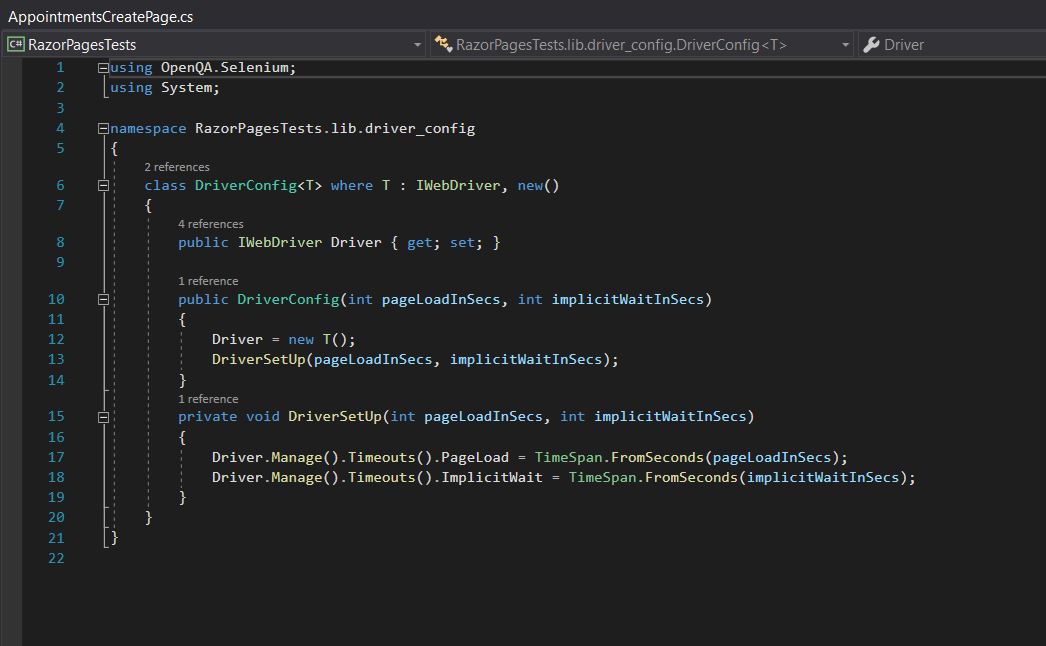 AppointmentsCreatePage.cs
C# RazorPagesTests RazorPagesTests.lib.driver_config.DriverConfig<T> Driver
1 using OpenQA.Selenium;
2 using System;
3
4 namespace RazorPagesTests.lib.driver_config
5 {
2 references
6 class DriverConfig<T> where T : IWebDriver, new()
7 {
4 references
8 public IWebDriver Driver { get; set; }
9
1 reference
10 public DriverConfig(int pageLoadInSecs, int implicitWaitInSecs)
11 {
12 Driver = new T();
13 DriverSetUp(pageLoadInSecs, implicitWaitInSecs);
14 }
1 reference
15 private void DriverSetUp(int pageLoadInSecs, int implicitWaitInSecs)
16 {
17 Driver.Manage().Timeouts().PageLoad = TimeSpan.FromSeconds(pageLoadInSecs);
18 Driver.Manage().Timeouts().ImplicitWait = TimeSpan.FromSeconds(implicitWaitInSecs);
19 }
20 }
21 }
22